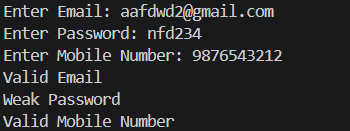 Enter Email: aafdwd2@gmail.com
Enter Password: nfd234
Enter Mobile Number: 9876543212
Valid Email
Weak Password
Valid Mobile Number